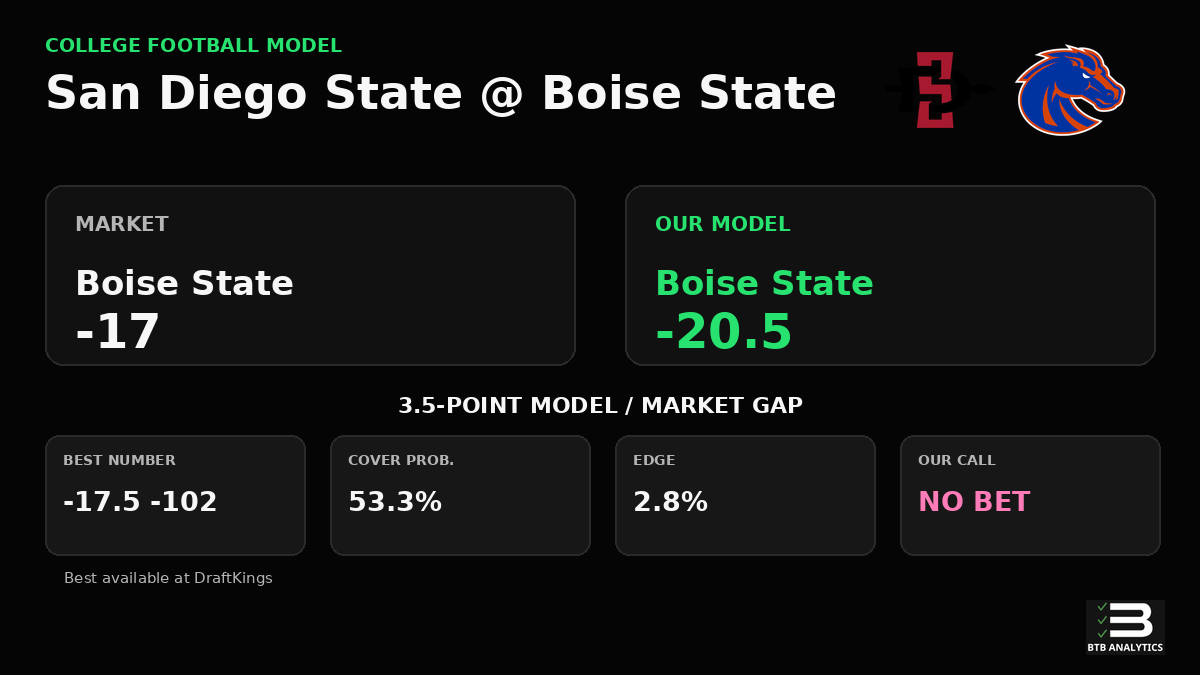 COLLEGE FOOTBALL MODEL
San Diego State @ Boise State
MARKET
Boise State
-17
OUR MODEL
Boise State
-20.5
3.5-POINT MODEL / MARKET GAP
BEST NUMBER
-17.5 -102
COVER PROB.
53.3%
EDGE
2.8%
OUR CALL
NO BET
Best available at DraftKings
BTB ANALYTICS